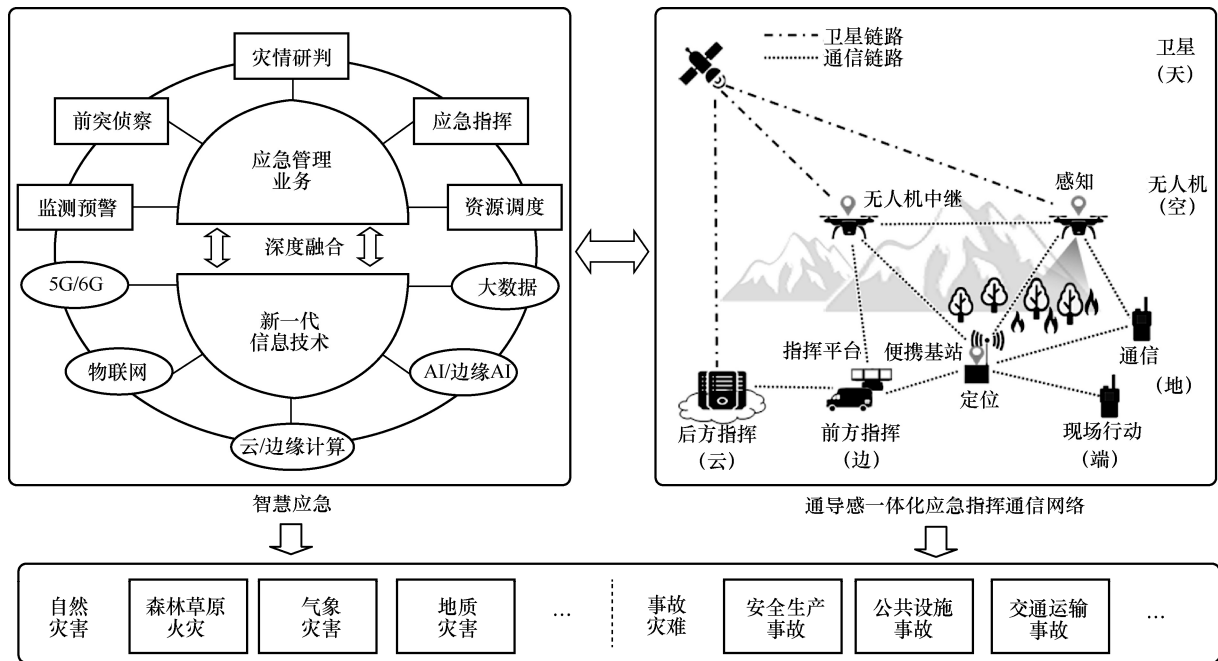 灾情研判
前突侦察
应急指挥
应急管理
业务
监测预警
资源调度
深度融合
5G/6G
大数据
新一代
信息技术
物联网
AI/边缘AI
云/边缘计算
智慧应急
卫星链路
通信链路
卫星
（天）
感知
无人机
（空）
无人机中继
指挥平台
便携基站
通信
（地）
定位
后方指挥
（云）
前方指挥
（边）
现场行动
（端）
通导感一体化应急指挥通信网络
自然
灾害
森林草原
火灾
气象
灾害
地质
灾害
…
事故
灾难
安全生产
事故
公共设施
事故
交通运输
事故
…